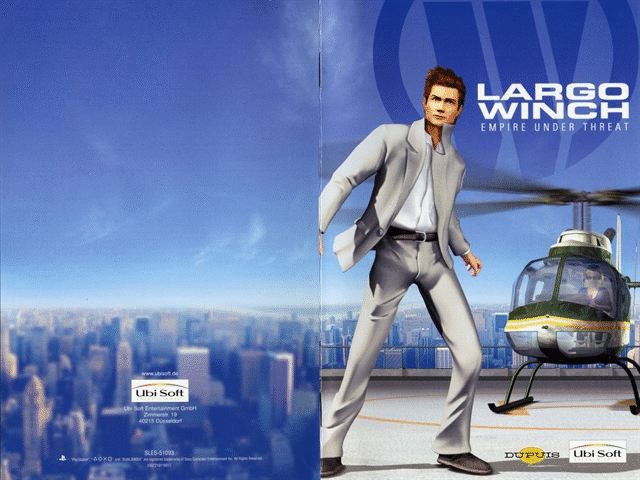 www.ubisoft.de
Ubi Soft
Ubi Soft Entertainment GmbH
Zimmerstr. 19
40215 Düsseldorf
SLES-51093
LARGO
WINCH
EMPIRE UNDER THREAT
DUPUIS
Ubi Soft